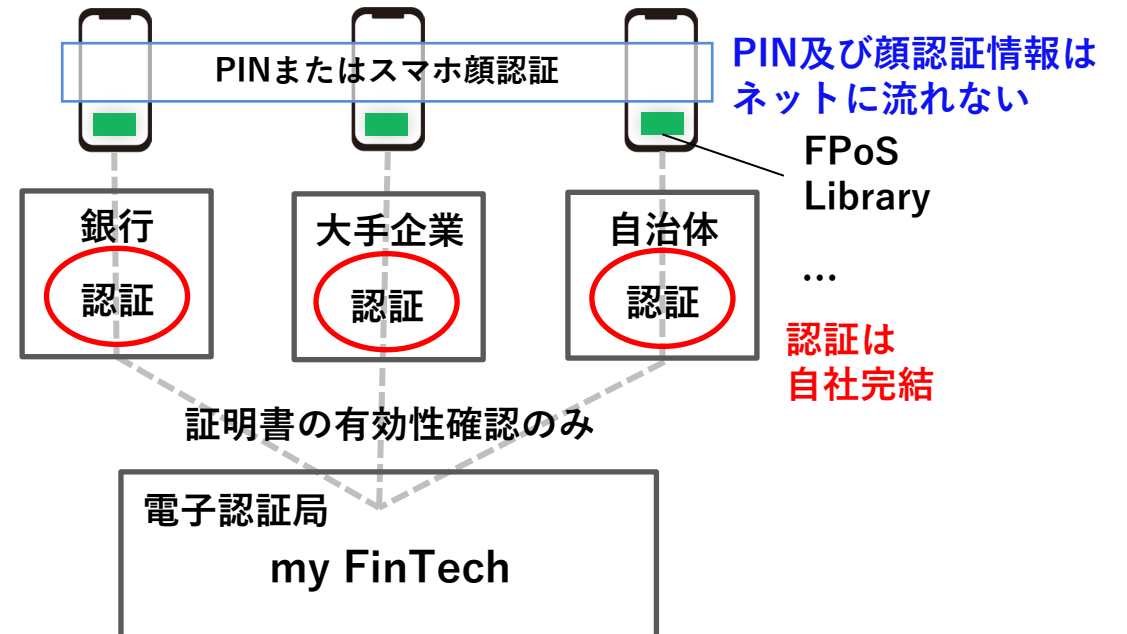 PINまたはスマホ顔認証
PIN及び顔認証情報は
ネットに流れない
FPoS
Library
銀行
認証
大手企業
認証
自治体
認証
...
認証は
自社完結
証明書の有効性確認のみ
電子認証局
my FinTech